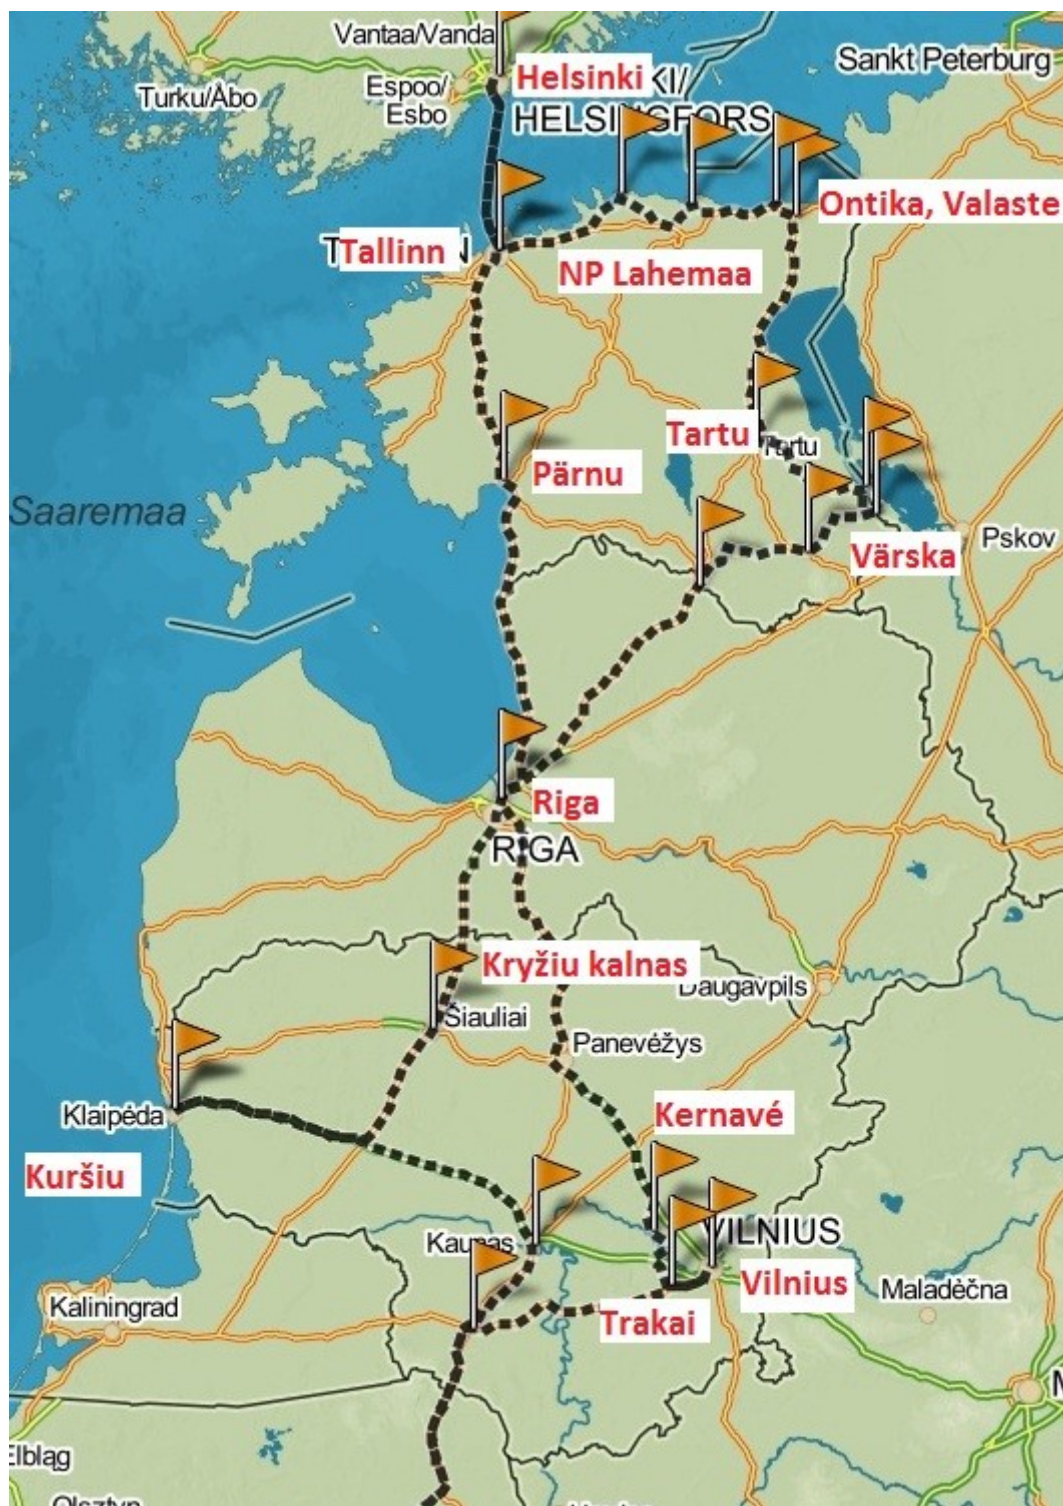 Vantaa/Vanda
Sankt Peterburg
Helsinki
KI/
Turku/Åbo
Espoo/
Esbo
HELSINGFORS
Ontika, Valaste
Tallinn
NP Lahemaa
Tartu
Tartu
Pärnu
Saaremaa
Värska
Pskov
Riga
RIGA
Kryžiu kalnas
Daugavpils
Šiauliai
Panevėžys
Klaipėda
Kernavé
Kuršiu
VILNIUS
Kaunas
Vilnius
Maladėčna
Kaliningrad
Trakai
Elbląg
Olsztyn